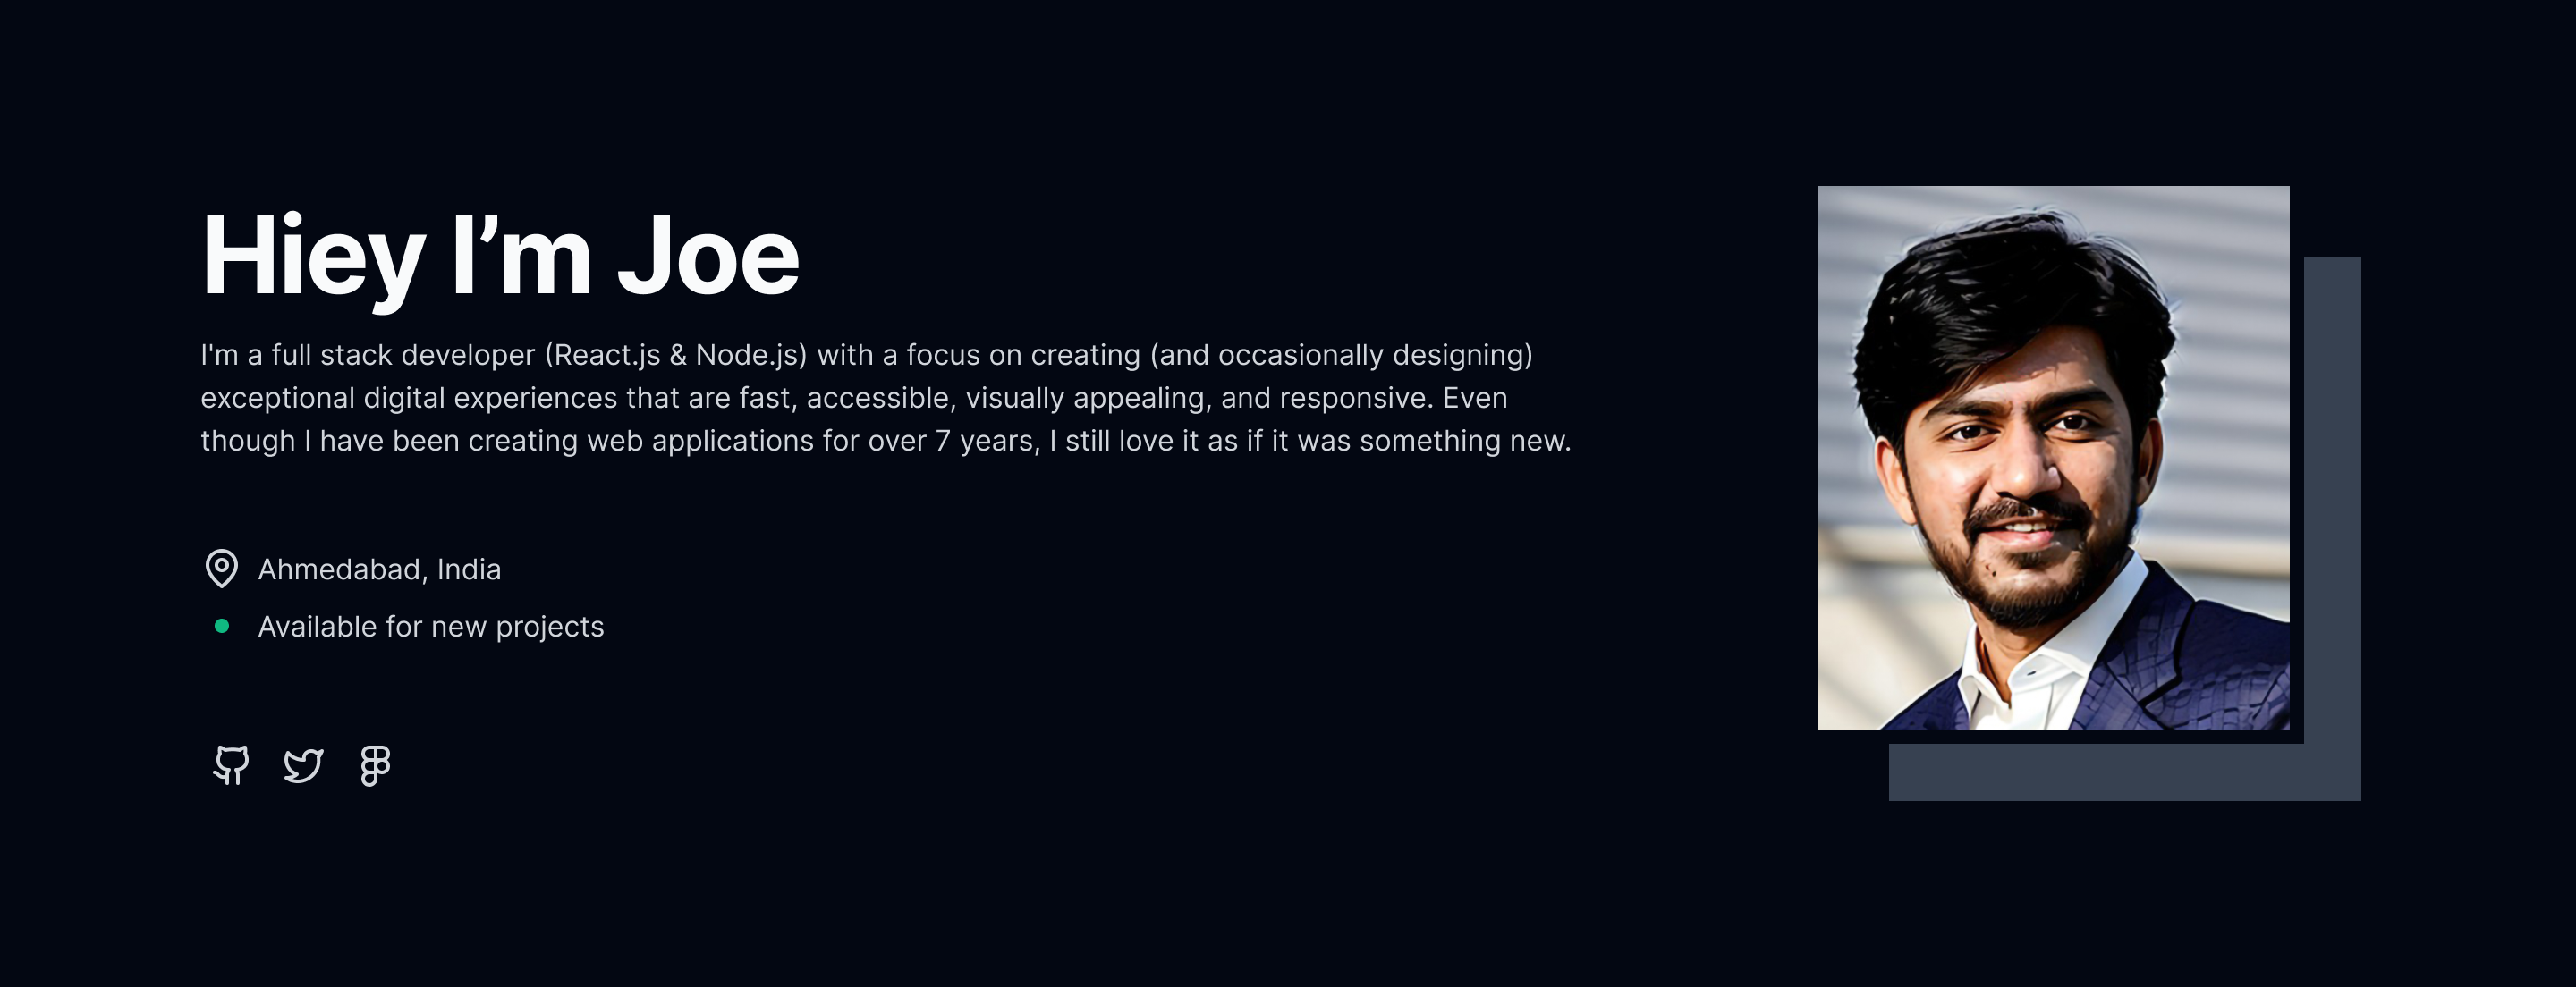 Hiey I’m Joe
I'm a full stack developer (React.js & Node.js) with a focus on creating (and occasionally designing)
exceptional digital experiences that are fast, accessible, visually appealing, and responsive. Even
though I have been creating web applications for over 7 years, I still love it as if it was something new.
Ahmedabad, India
Available for new projects